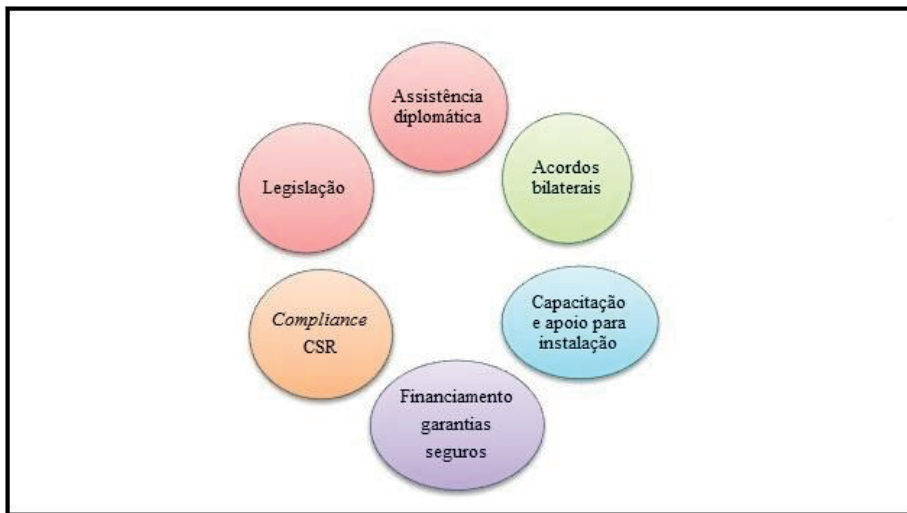 Assistência
diplomática
Acordos
bilaterais
Legislação
Capacitação
e apoio para
instalação
Compliance
CSR
Financiamento
garantias
seguros